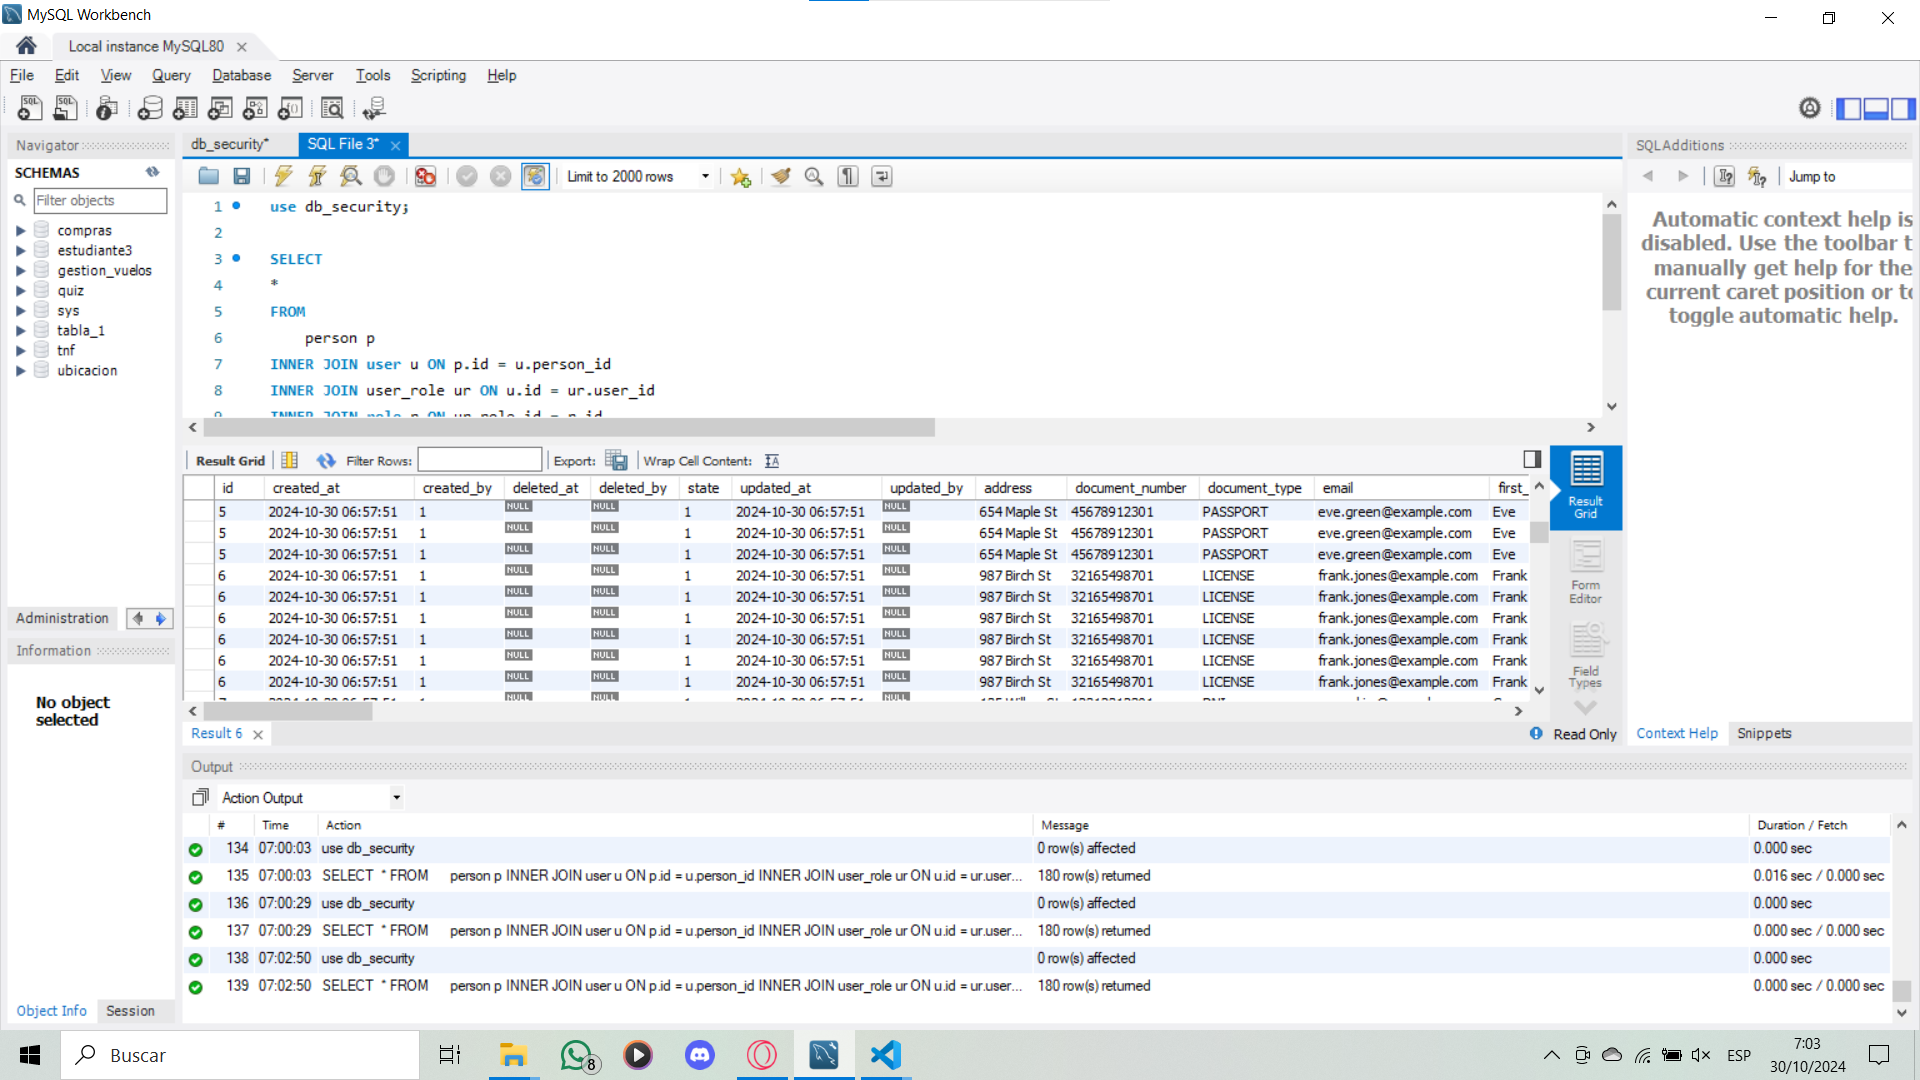 MySQL Workbench
Local instance MySQL80
File Edit View Query Database Server Tools Scripting Help
Navigator
SCHEMAS
Filter objects
compras
estudiante3
gestion_vuelos
quiz
sys
tabla_1
tnf
ubicacion
Administration
Information
No object
selected
Object Info Session
db_security* SQL File 3*
Limit to 2000 rows
1 use db_security;
2
3 SELECT
4 *
5 FROM
6 person p
7 INNER JOIN user u ON p.id = u.person_id
8 INNER JOIN user_role ur ON u.id = ur.user_id
9 INNER JOIN role r ON ur.role_id = r.id
Result Grid Filter Rows: Export: Wrap Cell Content:
id created_at created_by deleted_at deleted_by state updated_at updated_by address document_number document_type email first_
5 2024-10-30 06:57:51 1 NULL NULL 1 2024-10-30 06:57:51 NULL 654 Maple St 45678912301 PASSPORT eve.green@example.com Eve
5 2024-10-30 06:57:51 1 NULL NULL 1 2024-10-30 06:57:51 NULL 654 Maple St 45678912301 PASSPORT eve.green@example.com Eve
5 2024-10-30 06:57:51 1 NULL NULL 1 2024-10-30 06:57:51 NULL 654 Maple St 45678912301 PASSPORT eve.green@example.com Eve
6 2024-10-30 06:57:51 1 NULL NULL 1 2024-10-30 06:57:51 NULL 987 Birch St 32165498701 LICENSE frank.jones@example.com Frank
6 2024-10-30 06:57:51 1 NULL NULL 1 2024-10-30 06:57:51 NULL 987 Birch St 32165498701 LICENSE frank.jones@example.com Frank
6 2024-10-30 06:57:51 1 NULL NULL 1 2024-10-30 06:57:51 NULL 987 Birch St 32165498701 LICENSE frank.jones@example.com Frank
6 2024-10-30 06:57:51 1 NULL NULL 1 2024-10-30 06:57:51 NULL 987 Birch St 32165498701 LICENSE frank.jones@example.com Frank
6 2024-10-30 06:57:51 1 NULL NULL 1 2024-10-30 06:57:51 NULL 987 Birch St 32165498701 LICENSE frank.jones@example.com Frank
6 2024-10-30 06:57:51 1 NULL NULL 1 2024-10-30 06:57:51 NULL 987 Birch St 32165498701 LICENSE frank.jones@example.com Frank
Result
Grid
Form
Editor
Field
Types
Result 6 Read Only
SQLAdditions
Jump to
Automatic context help is
disabled. Use the toolbar t
manually get help for the
current caret position or to
toggle automatic help.
Context Help Snippets
Output
Action Output
# Time Action Message Duration / Fetch
134 07:00:03 use db_security 0 row(s) affected 0.000 sec
135 07:00:03 SELECT * FROM person p INNER JOIN user u ON p.id = u.person_id INNER JOIN user_role ur ON u.id = ur.user... 180 row(s) returned 0.016 sec / 0.000 sec
136 07:00:29 use db_security 0 row(s) affected 0.000 sec
137 07:00:29 SELECT * FROM person p INNER JOIN user u ON p.id = u.person_id INNER JOIN user_role ur ON u.id = ur.user... 180 row(s) returned 0.000 sec / 0.000 sec
138 07:02:50 use db_security 0 row(s) affected 0.000 sec
139 07:02:50 SELECT * FROM person p INNER JOIN user u ON p.id = u.person_id INNER JOIN user_role ur ON u.id = ur.user... 180 row(s) returned 0.000 sec / 0.000 sec
Buscar
8
ESP
7:03
30/10/2024